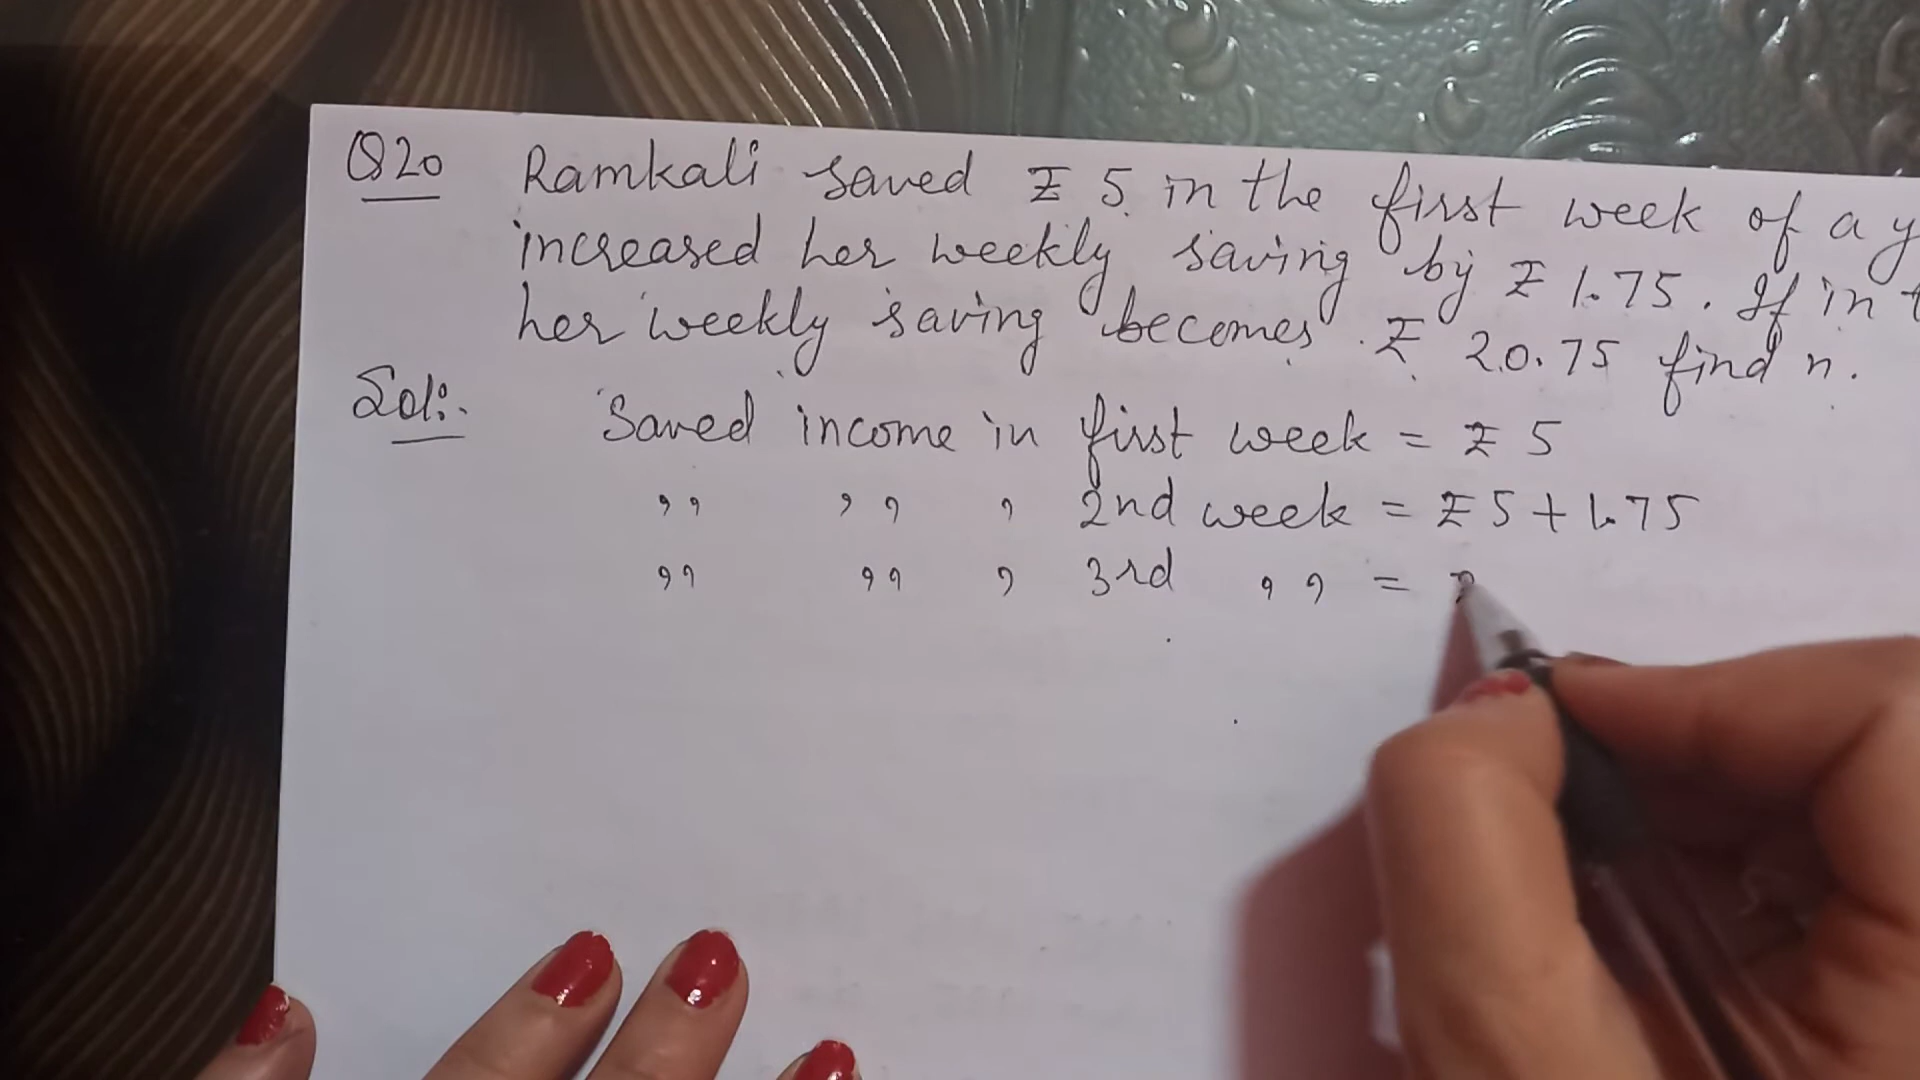 Q20 Ramkali saved ₹ 5 in the first week of a y
increased her weekly saving by ₹ 1.75. If in t
her weekly saving becomes ₹ 20.75 find n.
Sol:.
Saved income in first week = ₹ 5
,, ,, , 2nd week = ₹ 5 + 1.75
,, ,, , 3rd ,, =